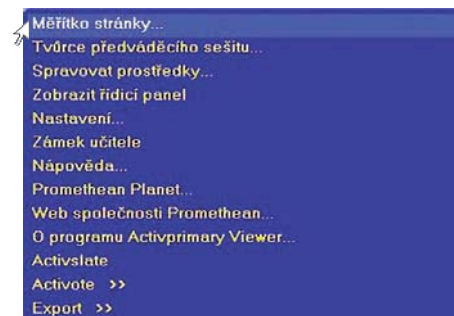 Měřítko stránky...
Tvůrce předváděcího sešitu...
Spravovat prostředky...
Zobrazit řídicí panel
Nastavení...
Zámek učitele
Nápověda...
Promethean Planet...
Web společnosti Promethean...
O programu Activprimary Viewer...
Activslate
Activote >>
Export >>